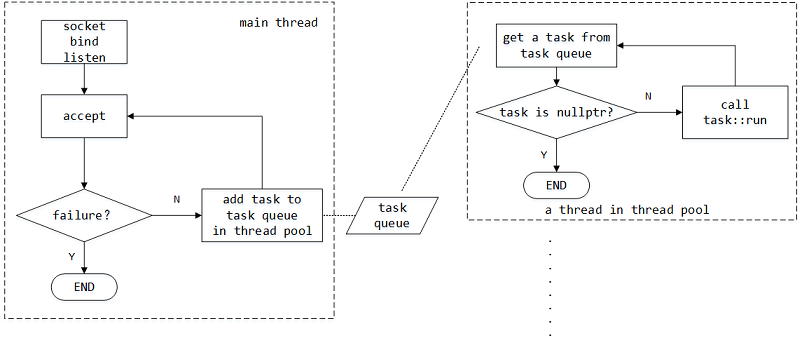 main thread
socket
bind
listen
accept
failure?
N
add task to
task queue
in thread pool
Y
END
task
queue
get a task from
task queue
task is nullptr?
N
call
task::run
Y
END
a thread in thread pool
.
.
.
.
.
.
.
.